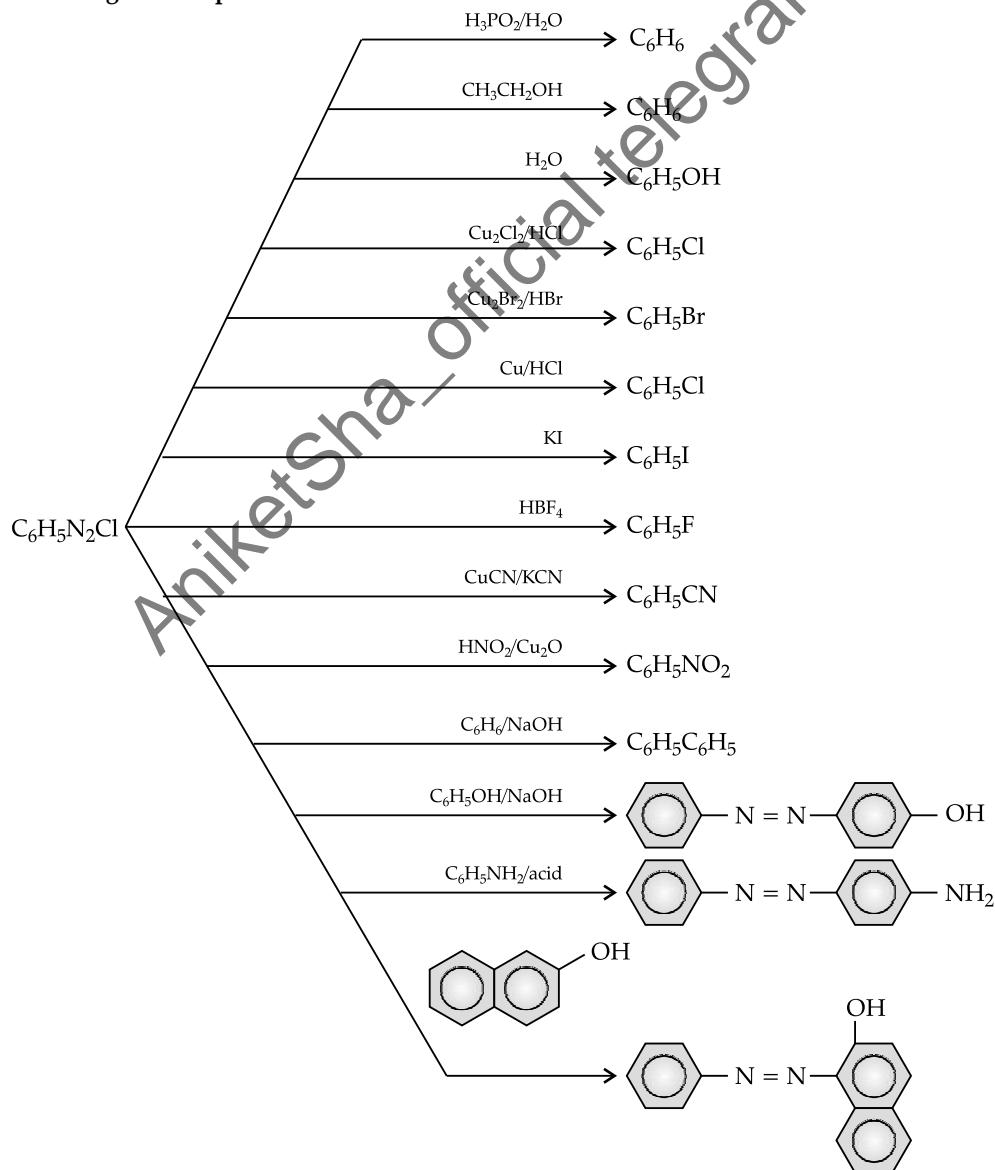 H₃PO₂/H₂O
C₆H₆
CH₃CH₂OH
C₆H₆
H₂O
C₆H₅OH
Cu₂Cl₂/HCl
C₆H₅Cl
Cu₂Br₂/HBr
C₆H₅Br
Cu/HCl
C₆H₅Cl
KI
C₆H₅I
C₆H₅N₂Cl
HBF₄
C₆H₅F
CuCN/KCN
C₆H₅CN
HNO₂/Cu₂O
C₆H₅NO₂
C₆H₆/NaOH
C₆H₅C₆H₅
C₆H₅OH/NaOH
N = N
OH
C₆H₅NH₂/acid
N = N
NH₂
OH
OH
N = N
AniketSha_official telegra